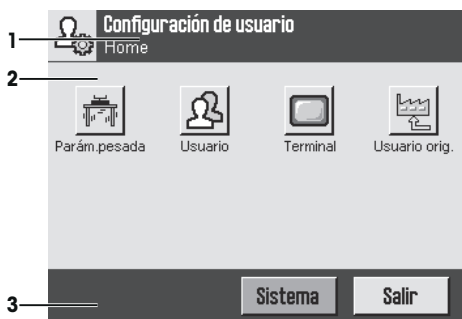 Configuración de usuario
1
Home
2
Parám.pesada Usuario Terminal Usuario orig.
3
Sistema Salir